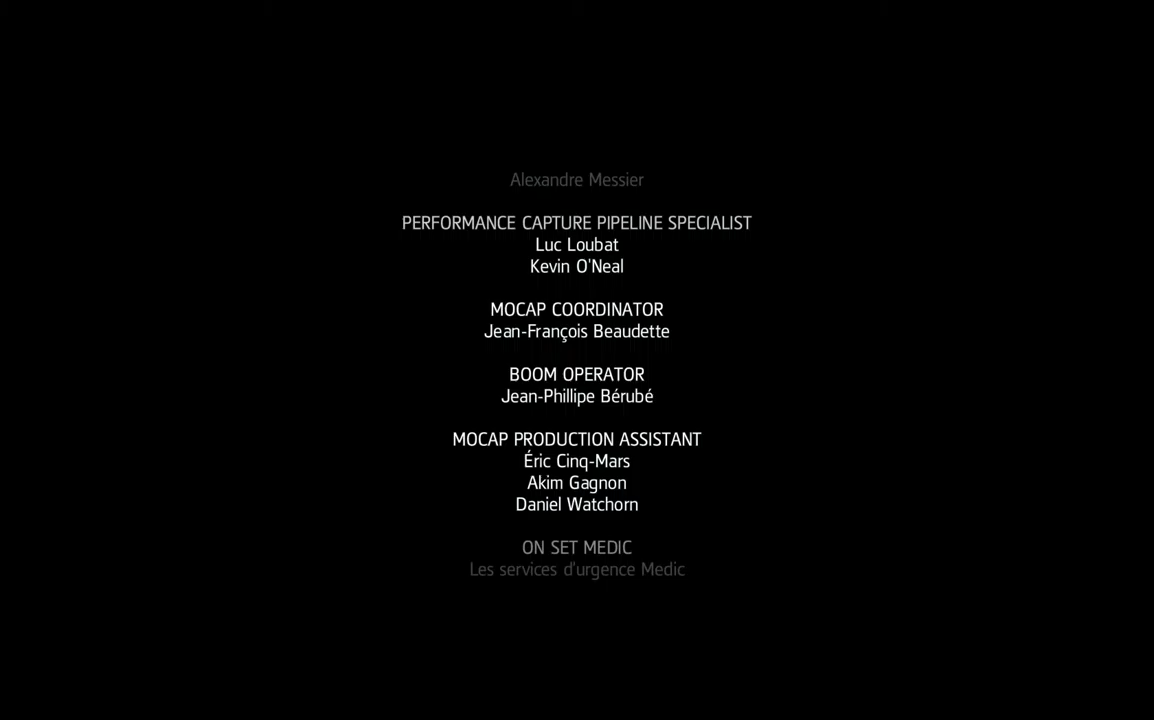 Alexandre Messier
PERFORMANCE CAPTURE PIPELINE SPECIALIST
Luc Loubat
Kevin O'Neal
MOCAP COORDINATOR
Jean-François Beaudette
BOOM OPERATOR
Jean-Phillipe Bérubé
MOCAP PRODUCTION ASSISTANT
Éric Cinq-Mars
Akim Gagnon
Daniel Watchorn
ON SET MEDIC
Les services d'urgence Medic